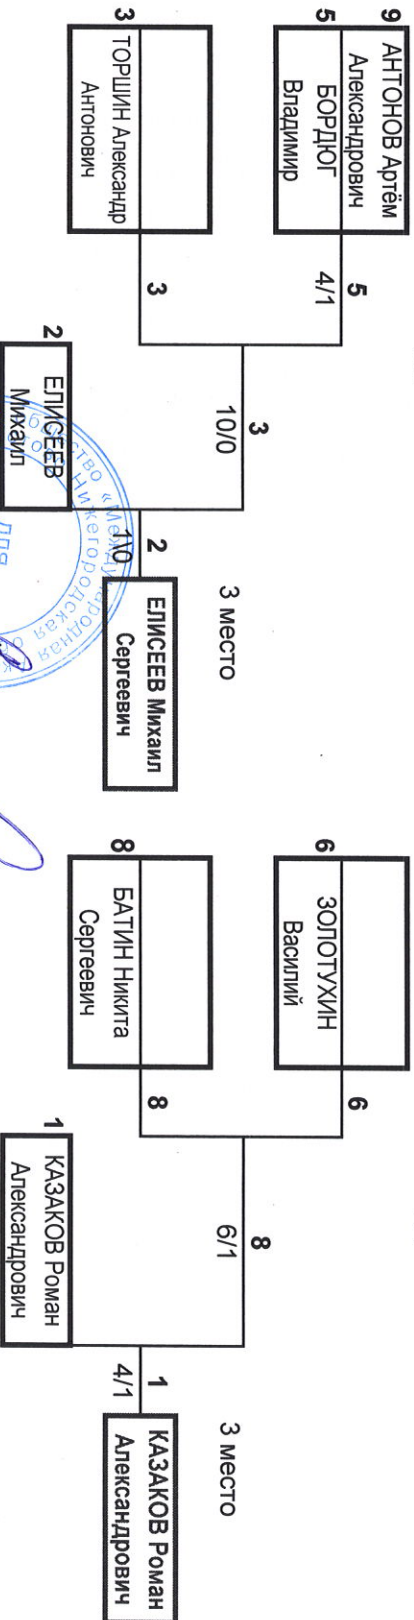 9
АНТОНОВ Артём
Александрович
5
БОРДЮГ
Владимир
5
4/1
3
ТОРШИН Александр
Антонович
3
3
10/0
2
ЕЛИСЕЕВ
Михаил
2
1\0
3 место
ЕЛИСЕЕВ Михаил
Сергеевич
6
ЗОЛОТУХИН
Василий
6
8
БАТИН Никита
Сергеевич
8
8
6/1
1
КАЗАКОВ Роман
Александрович
1
4/1
3 место
КАЗАКОВ Роман
Александрович
«Международная
Нижегородская